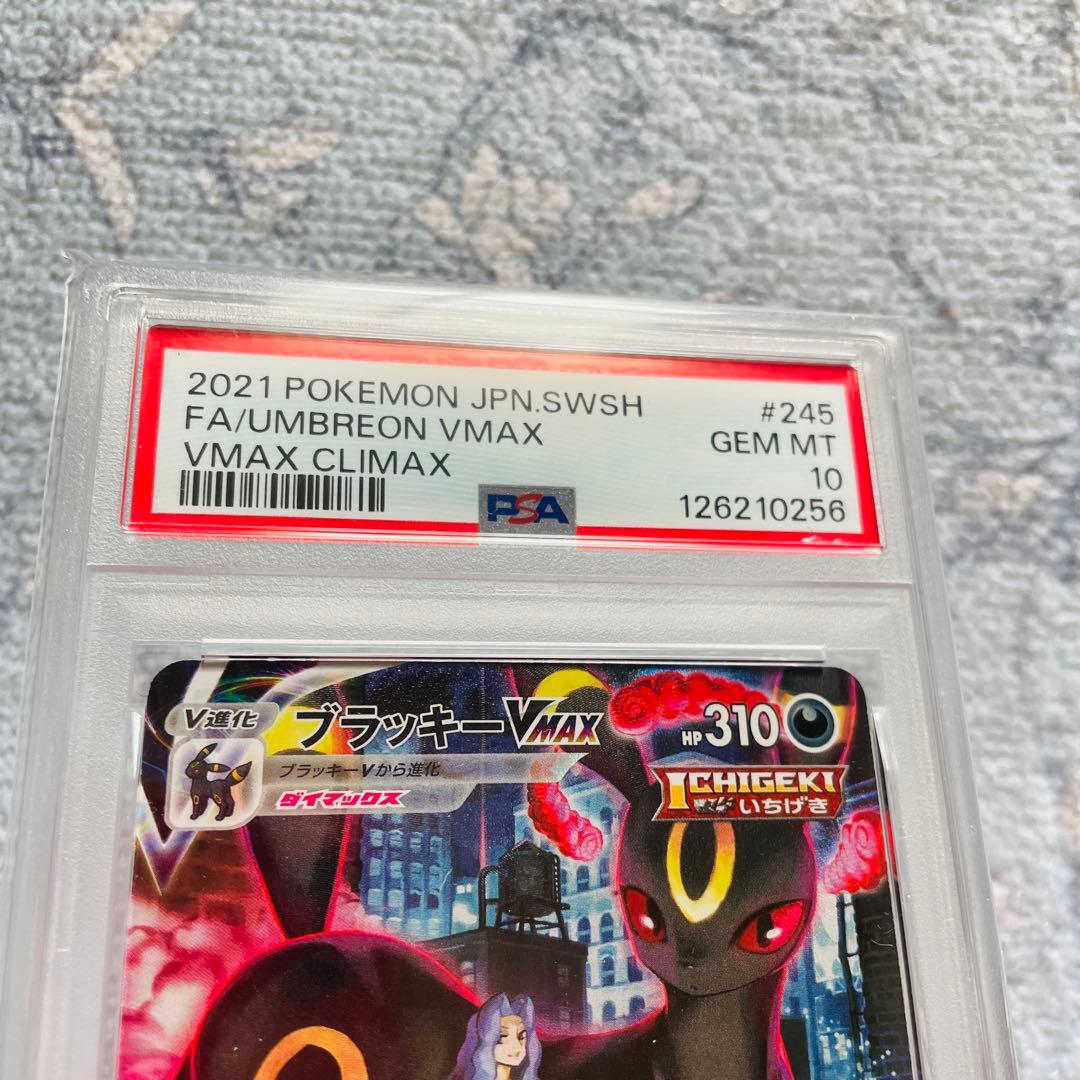 2021 POKEMON JPN.SWSH #245
FA/UMBREON VMAX GEM MT
VMAX CLIMAX 10
PSA 126210256
V進化 ブラッキーVMAX HP 310
ブラッキーVから進化
ダイマックス
ICHIGEKI
いちげき